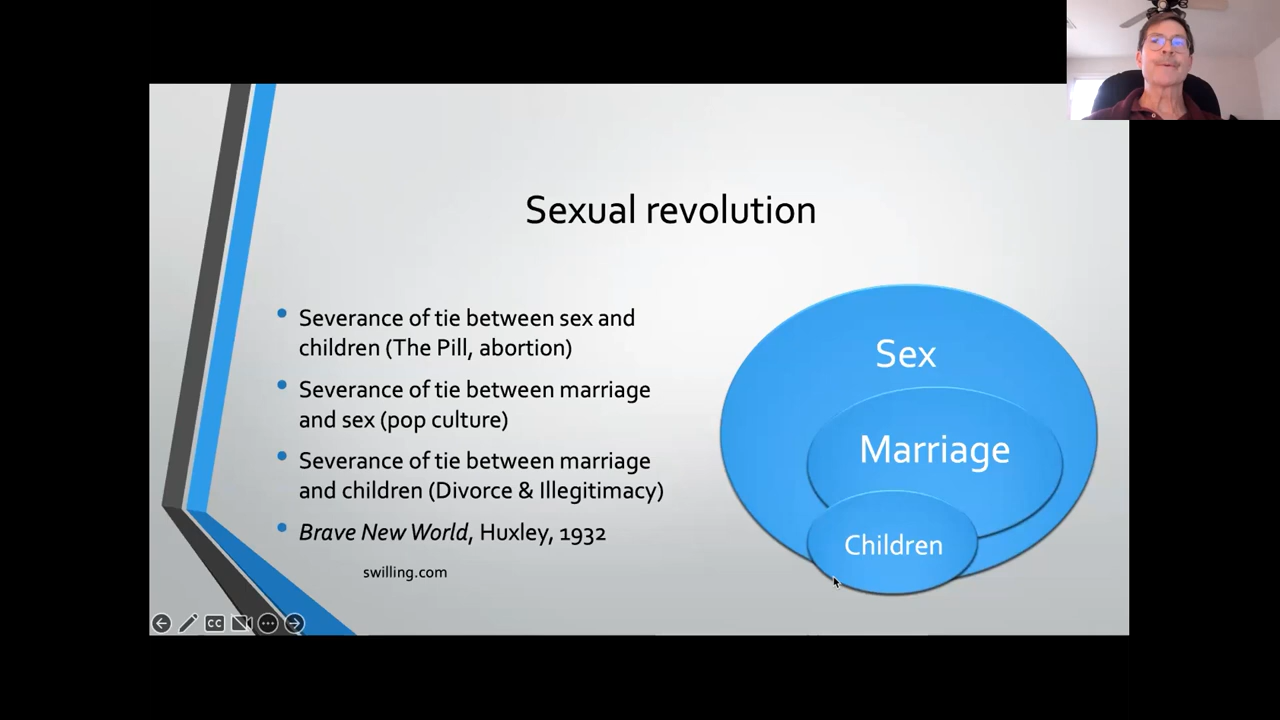 Sexual revolution
Severance of tie between sex and
children (The Pill, abortion)
Severance of tie between marriage
and sex (pop culture)
Severance of tie between marriage
and children (Divorce & Illegitimacy)
Brave New World, Huxley, 1932
swilling.com
Sex
Marriage
Children
CC